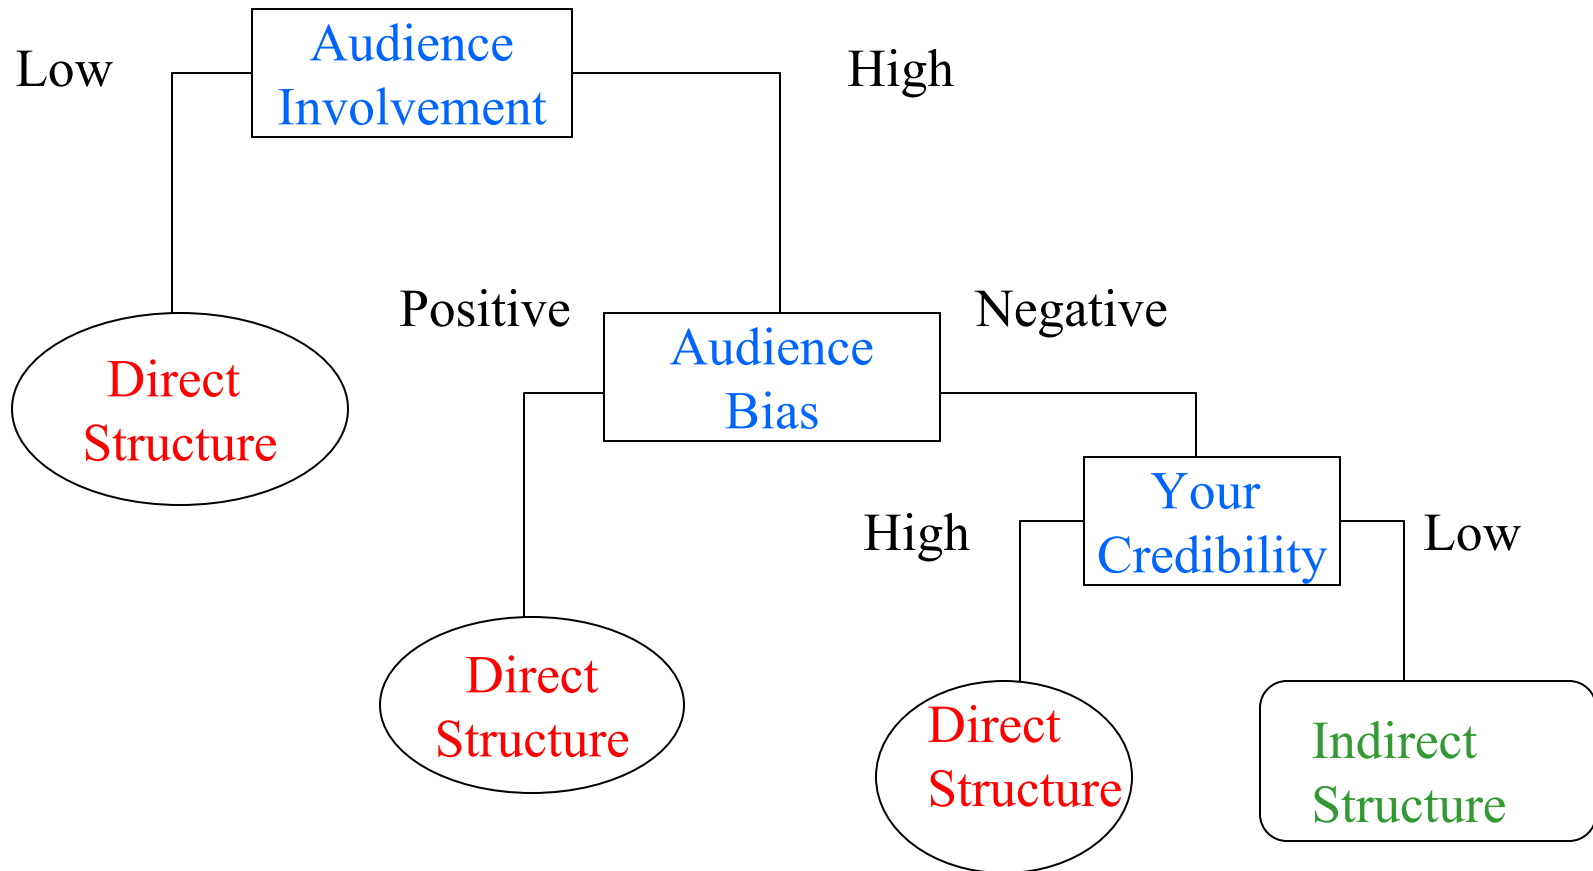 Audience
Involvement
Low
High
Positive
Negative
Audience
Bias
Direct
Structure
Your
Credibility
High
Low
Direct
Structure
Direct
Structure
Indirect
Structure